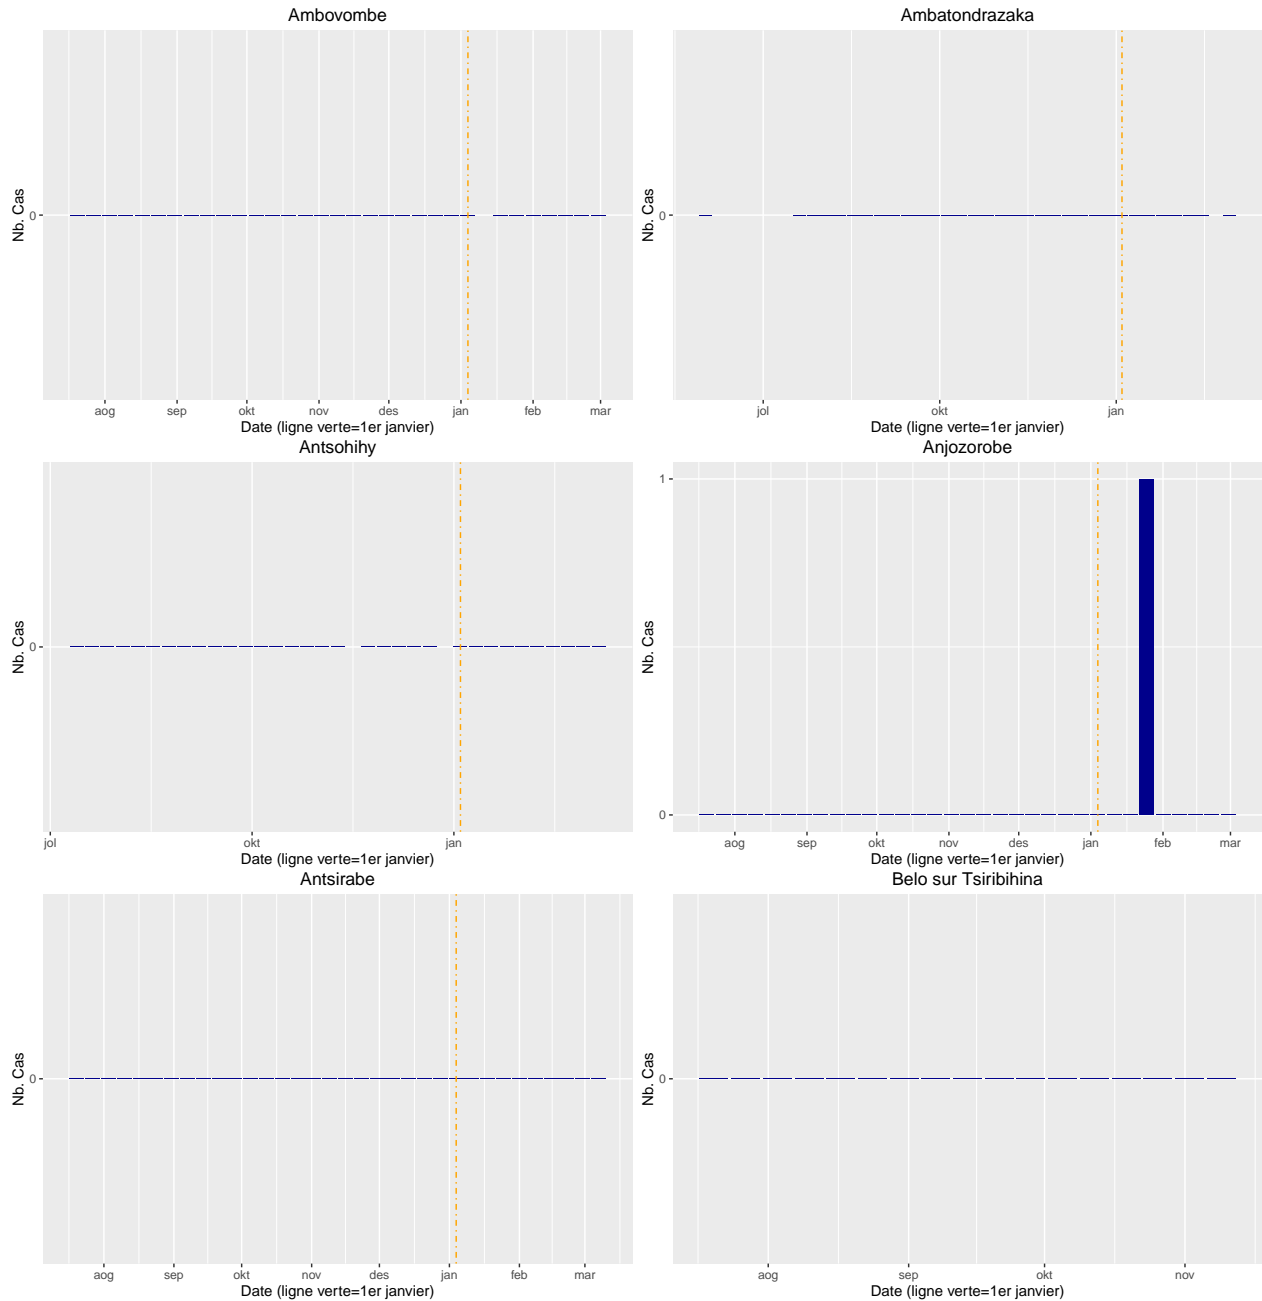 Ambovombe
Nb. Cas
0
aog sep okt nov des jan feb mar
Date (ligne verte=1er janvier)
Ambatondrazaka
Nb. Cas
0
jol okt jan
Date (ligne verte=1er janvier)
Antsohihy
Nb. Cas
0
jol okt jan
Date (ligne verte=1er janvier)
Anjozorobe
Nb. Cas
1
0
aog sep okt nov des jan feb mar
Date (ligne verte=1er janvier)
Antsirabe
Nb. Cas
0
aog sep okt nov des jan feb mar
Date (ligne verte=1er janvier)
Belo sur Tsiribihina
Nb. Cas
0
aog sep okt nov
Date (ligne verte=1er janvier)